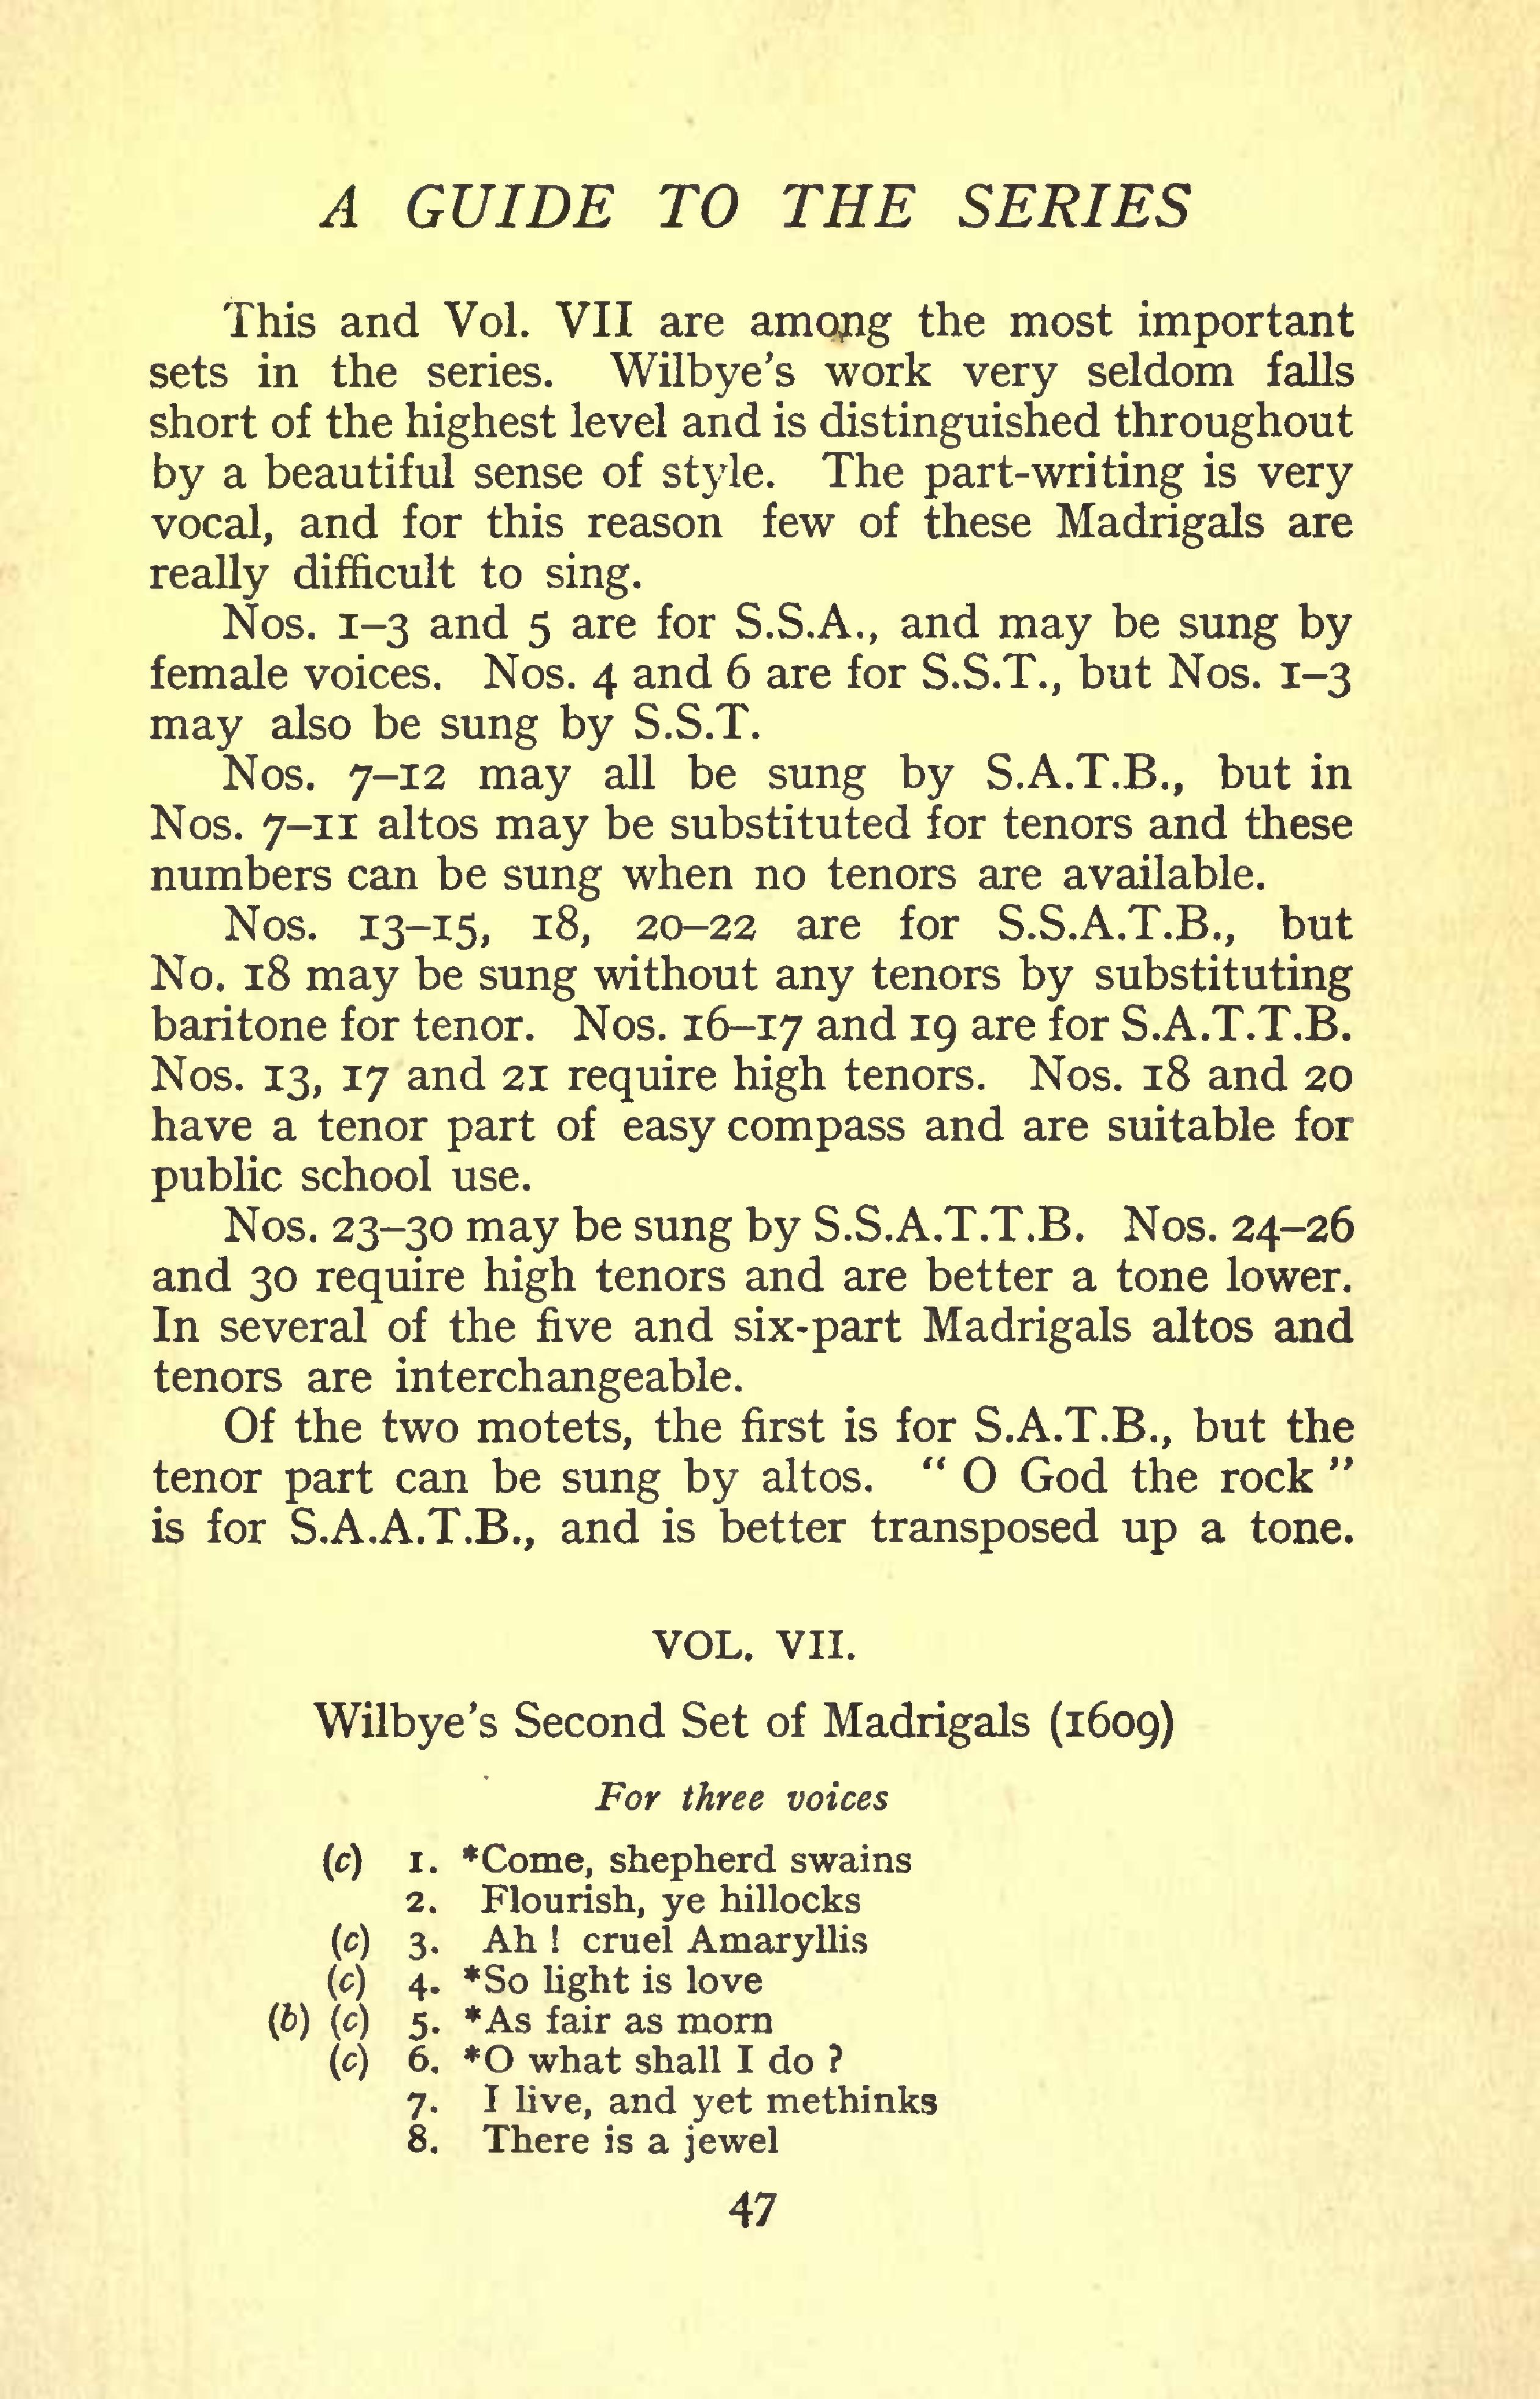 A GUIDE TO THE SERIES
This and Vol. VII are among the most important
sets in the series. Wilbye's work very seldom falls
short of the highest level and is distinguished throughout
by a beautiful sense of style. The part-writing is very
vocal, and for this reason few of these Madrigals are
really difficult to sing.
Nos. 1–3 and 5 are for S.S.A., and may be sung by
female voices. Nos. 4 and 6 are for S.S.T., but Nos. 1–3
may also be sung by S.S.T.
Nos. 7–12 may all be sung by S.A.T.B., but in
Nos. 7–11 altos may be substituted for tenors and these
numbers can be sung when no tenors are available.
Nos. 13–15, 18, 20–22 are for S.S.A.T.B., but
No. 18 may be sung without any tenors by substituting
baritone for tenor. Nos. 16–17 and 19 are for S.A.T.T.B.
Nos. 13, 17 and 21 require high tenors. Nos. 18 and 20
have a tenor part of easy compass and are suitable for
public school use.
Nos. 23–30 may be sung by S.S.A.T.T.B. Nos. 24–26
and 30 require high tenors and are better a tone lower.
In several of the five and six-part Madrigals altos and
tenors are interchangeable.
Of the two motets, the first is for S.A.T.B., but the
tenor part can be sung by altos. " O God the rock "
is for S.A.A.T.B., and is better transposed up a tone.
VOL. VII.
Wilbye's Second Set of Madrigals (1609)
For three voices
(c) 1. *Come, shepherd swains
2. Flourish, ye hillocks
(c) 3. Ah ! cruel Amaryllis
(c) 4. *So light is love
(b) (c) 5. *As fair as morn
(c) 6. *O what shall I do ?
7. I live, and yet methinks
8. There is a jewel
47